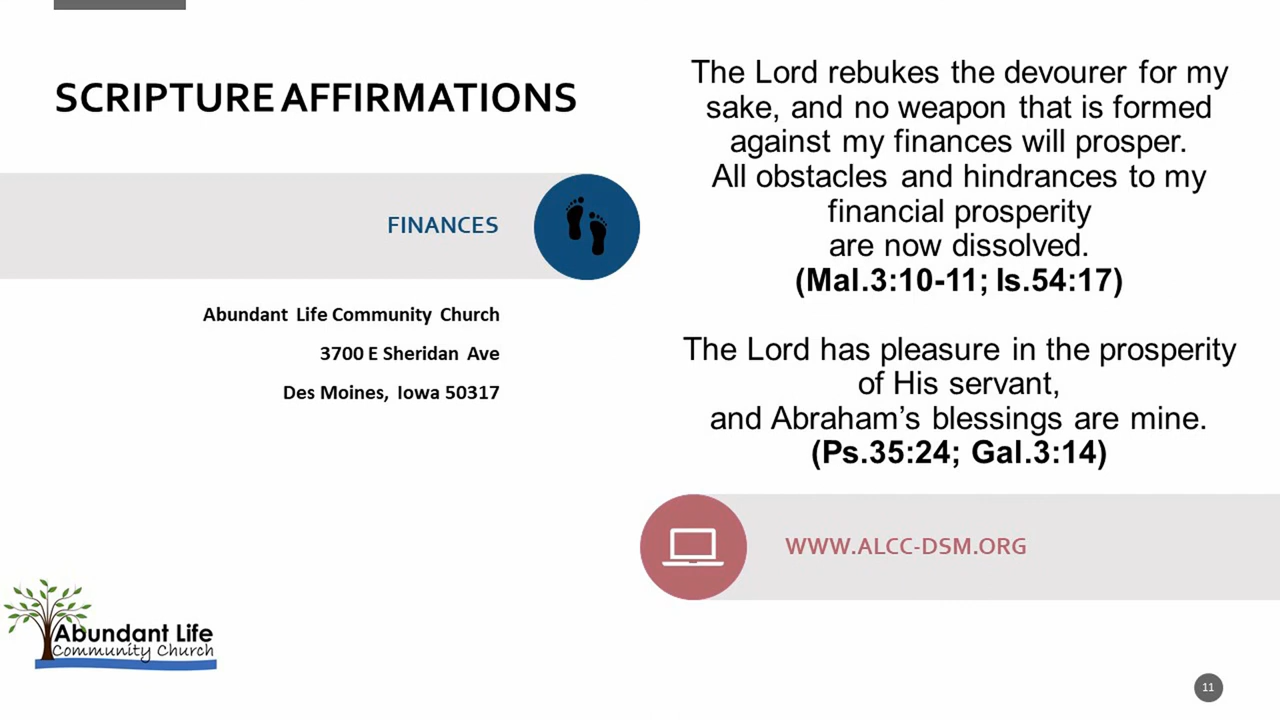 SCRIPTURE AFFIRMATIONS
FINANCES
Abundant Life Community Church
3700 E Sheridan Ave
Des Moines, Iowa 50317
The Lord rebukes the devourer for my
sake, and no weapon that is formed
against my finances will prosper.
All obstacles and hindrances to my
financial prosperity
are now dissolved.
(Mal.3:10-11; Is.54:17)
The Lord has pleasure in the prosperity
of His servant,
and Abraham’s blessings are mine.
(Ps.35:24; Gal.3:14)
WWW.ALCC-DSM.ORG
Abundant Life
Community Church
11